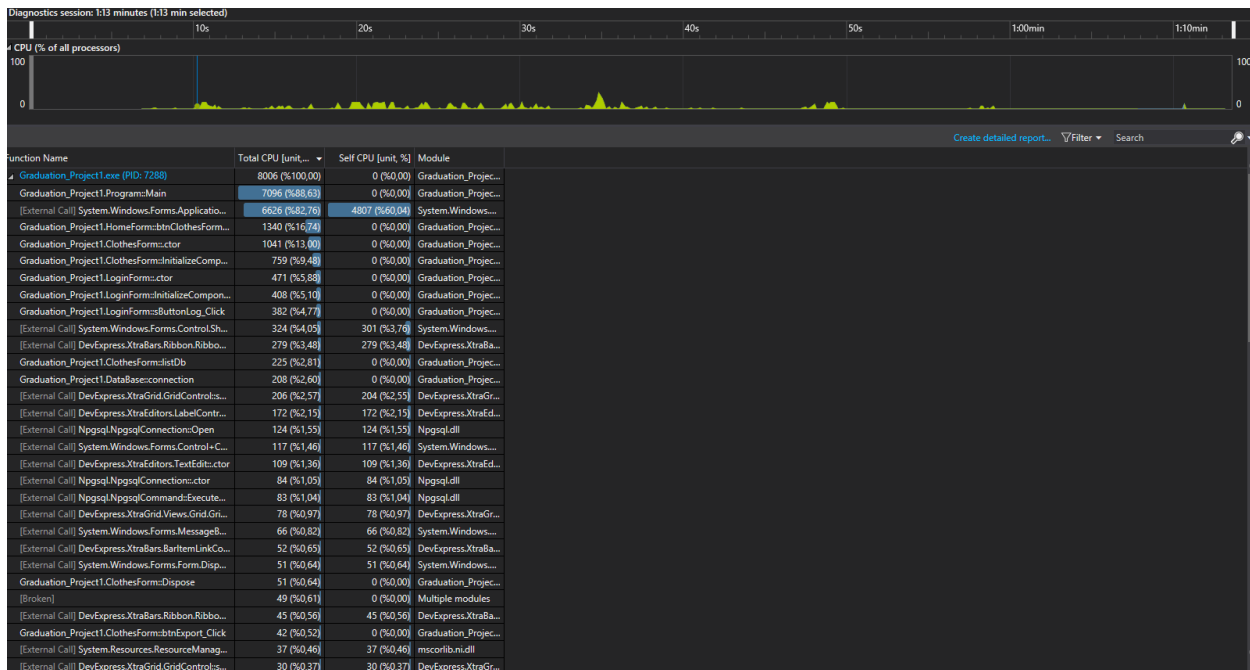 Diagnostics session: 1:13 minutes (1:13 min selected)
10s 20s 30s 40s 50s 1:00min 1:10min
CPU (% of all processors)
100 100
0 0
Create detailed report... Filter Search
Function Name Total CPU [unit,... Self CPU [unit, %] Module
Graduation_Project1.exe (PID: 7288) 8006 (%100,00) 0 (%0,00) Graduation_Projec...
Graduation_Project1.Program::Main 7096 (%88,63) 0 (%0,00) Graduation_Projec...
[External Call] System.Windows.Forms.Applicatio... 6626 (%82,76) 4807 (%60,04) System.Windows....
Graduation_Project1.HomeForm::btnClothesForm... 1340 (%16,74) 0 (%0,00) Graduation_Projec...
Graduation_Project1.ClothesForm::.ctor 1041 (%13,00) 0 (%0,00) Graduation_Projec...
Graduation_Project1.ClothesForm::InitializeComp... 759 (%9,48) 0 (%0,00) Graduation_Projec...
Graduation_Project1.LoginForm::.ctor 471 (%5,88) 0 (%0,00) Graduation_Projec...
Graduation_Project1.LoginForm::InitializeCompon... 408 (%5,10) 0 (%0,00) Graduation_Projec...
Graduation_Project1.LoginForm::sButtonLog_Click 382 (%4,77) 0 (%0,00) Graduation_Projec...
[External Call] System.Windows.Forms.Control.Sh... 324 (%4,05) 301 (%3,76) System.Windows....
[External Call] DevExpress.XtraBars.Ribbon.Ribbo... 279 (%3,48) 279 (%3,48) DevExpress.XtraBa...
Graduation_Project1.ClothesForm::listDb 225 (%2,81) 0 (%0,00) Graduation_Projec...
Graduation_Project1.DataBase::connection 208 (%2,60) 0 (%0,00) Graduation_Projec...
[External Call] DevExpress.XtraGrid.GridControl::s... 206 (%2,57) 204 (%2,55) DevExpress.XtraGr...
[External Call] DevExpress.XtraEditors.LabelContr... 172 (%2,15) 172 (%2,15) DevExpress.XtraEd...
[External Call] Npgsql.NpgsqlConnection::Open 124 (%1,55) 124 (%1,55) Npgsql.dll
[External Call] System.Windows.Forms.Control+C... 117 (%1,46) 117 (%1,46) System.Windows....
[External Call] DevExpress.XtraEditors.TextEdit::.ctor 109 (%1,36) 109 (%1,36) DevExpress.XtraEd...
[External Call] Npgsql.NpgsqlConnection::.ctor 84 (%1,05) 84 (%1,05) Npgsql.dll
[External Call] Npgsql.NpgsqlCommand::Execute... 83 (%1,04) 83 (%1,04) Npgsql.dll
[External Call] DevExpress.XtraGrid.Views.Grid.Gri... 78 (%0,97) 78 (%0,97) DevExpress.XtraGr...
[External Call] System.Windows.Forms.MessageB... 66 (%0,82) 66 (%0,82) System.Windows....
[External Call] DevExpress.XtraBars.BarItemLinkCo... 52 (%0,65) 52 (%0,65) DevExpress.XtraBa...
[External Call] System.Windows.Forms.Form.Disp... 51 (%0,64) 51 (%0,64) System.Windows....
Graduation_Project1.ClothesForm::Dispose 51 (%0,64) 0 (%0,00) Graduation_Projec...
[Broken] 49 (%0,61) 0 (%0,00) Multiple modules
[External Call] DevExpress.XtraBars.Ribbon.Ribbo... 45 (%0,56) 45 (%0,56) DevExpress.XtraBa...
Graduation_Project1.ClothesForm::btnExport_Click 42 (%0,52) 0 (%0,00) Graduation_Projec...
[External Call] System.Resources.ResourceManag... 37 (%0,46) 37 (%0,46) mscorlib.ni.dll
[External Call] DevExpress.XtraGrid.GridControl::s... 30 (%0,37) 30 (%0,37) DevExpress.XtraGr...